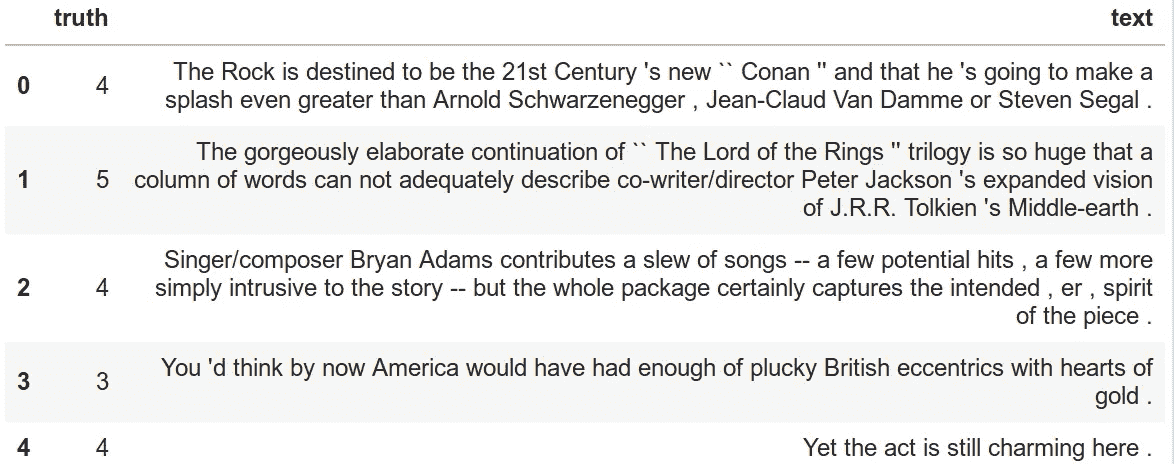 truth text
The Rock is destined to be the 21st Century 's new `` Conan '' and that he 's going to make a
0 4 splash even greater than Arnold Schwarzenegger , Jean-Claud Van Damme or Steven Segal .
The gorgeously elaborate continuation of `` The Lord of the Rings '' trilogy is so huge that a
1 5 column of words can not adequately describe co-writer/director Peter Jackson 's expanded vision
of J.R.R. Tolkien 's Middle-earth .
Singer/composer Bryan Adams contributes a slew of songs -- a few potential hits , a few more
2 4 simply intrusive to the story -- but the whole package certainly captures the intended , er , spirit
of the piece .
You 'd think by now America would have had enough of plucky British eccentrics with hearts of
3 3 gold .
4 4 Yet the act is still charming here .